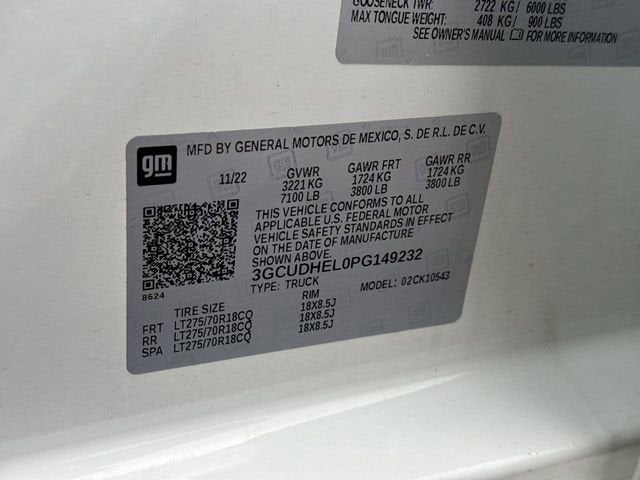 GOOSENECK TWR: 2722 KG/ 6000 LBS
MAX TONGUE WEIGHT: 408 KG/ 900 LBS
SEE OWNER'S MANUAL FOR MORE INFORMATION
MFD BY GENERAL MOTORS DE MEXICO, S. DE R.L. DE C.V.
gm
11/22 GVWR GAWR FRT GAWR RR
3221 KG 1724 KG 1724 KG
7100 LB 3800 LB 3800 LB
THIS VEHICLE CONFORMS TO ALL
APPLICABLE U.S. FEDERAL MOTOR
VEHICLE SAFETY STANDARDS IN EFFECT
ON THE DATE OF MANUFACTURE
SHOWN ABOVE.
3GCUDHEL0PG149232
TYPE: TRUCK MODEL: 02CK10543
8624
TIRE SIZE RIM
FRT LT275/70R18CQ 18X8.5J
RR LT275/70R18CQ 18X8.5J
SPA LT275/70R18CQ 18X8.5J